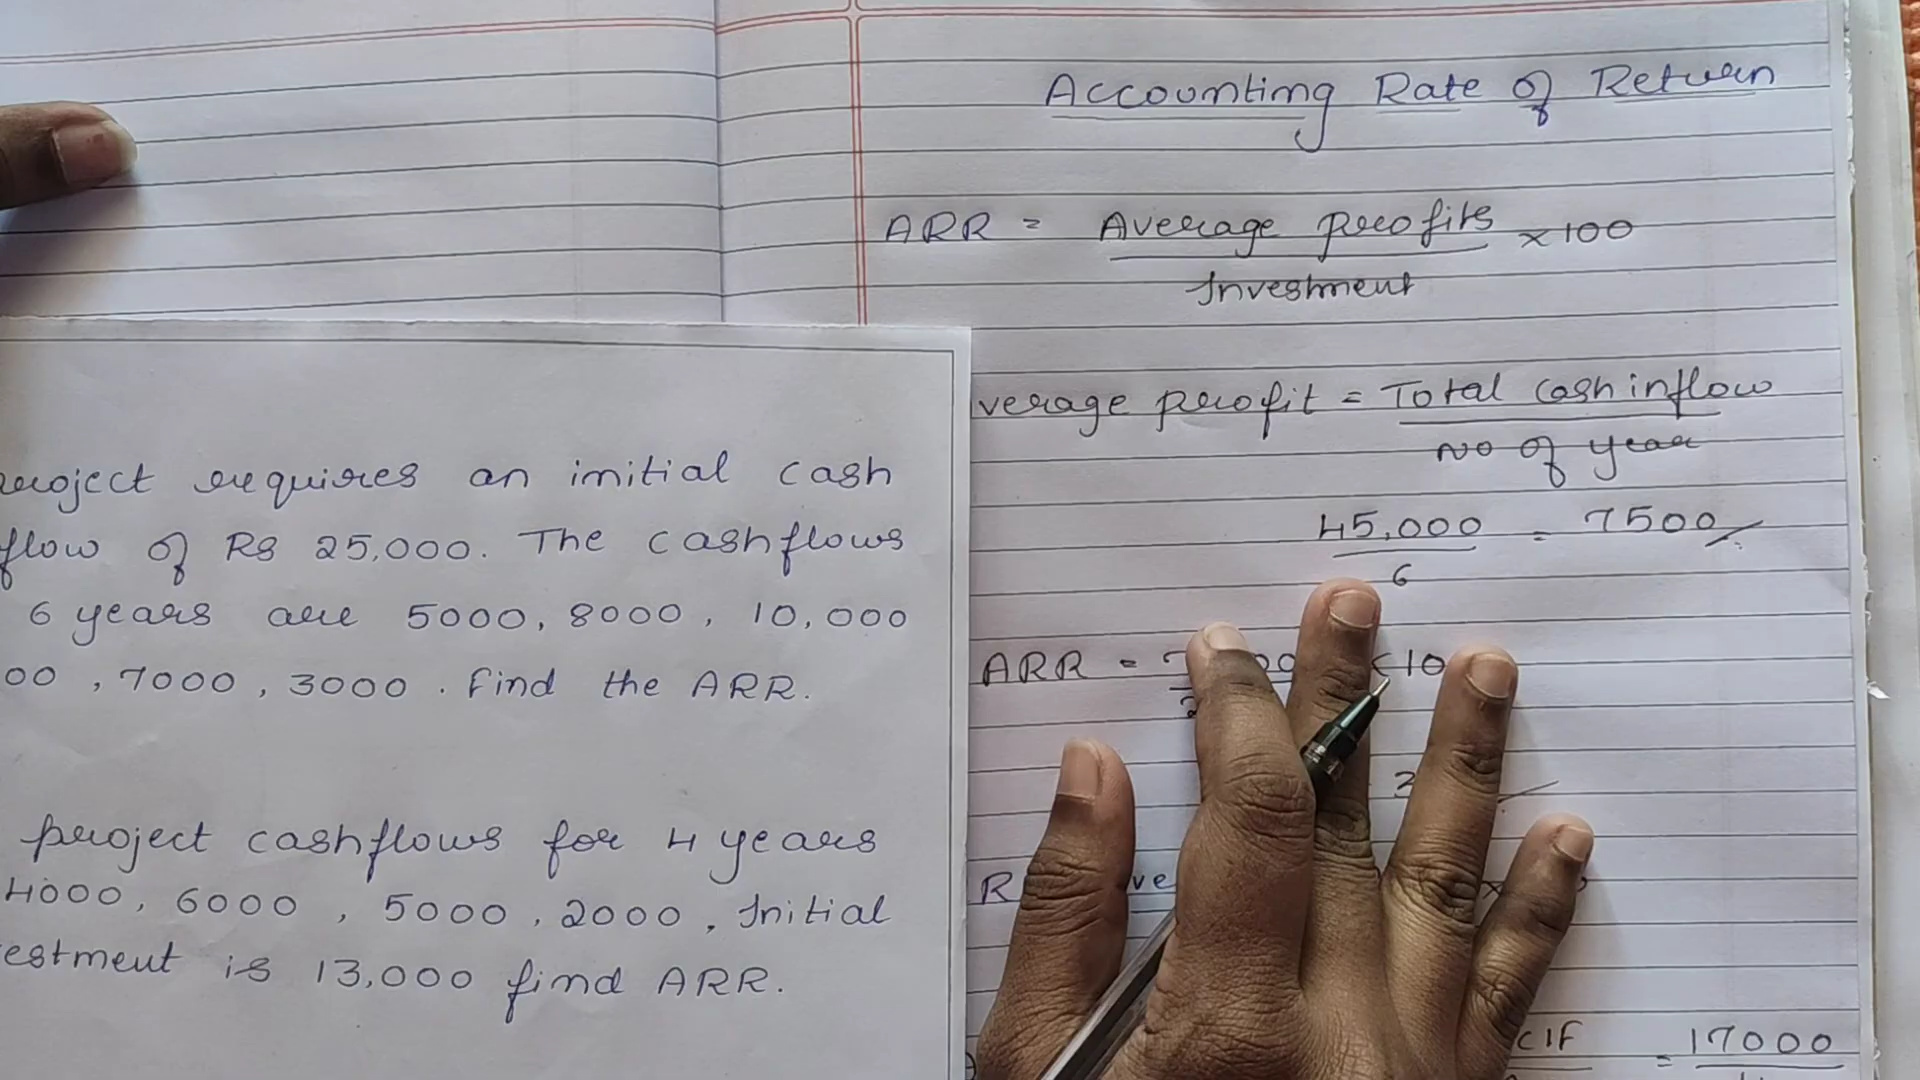 Accounting Rate of Return
ARR = Average profits × 100
Investment
verage profit = Total Cash inflow
No of year
45,000 = 7500
6
ARR =
roject requires an initial cash
flow of Rs 25,000. The cashflows
6 years are 5000, 8000, 10,000
00, 7000, 3000. Find the ARR.
project cashflows for 4 years
4000, 6000, 5000, 2000, Initial
estment is 13,000 find ARR.
CIF = 17000